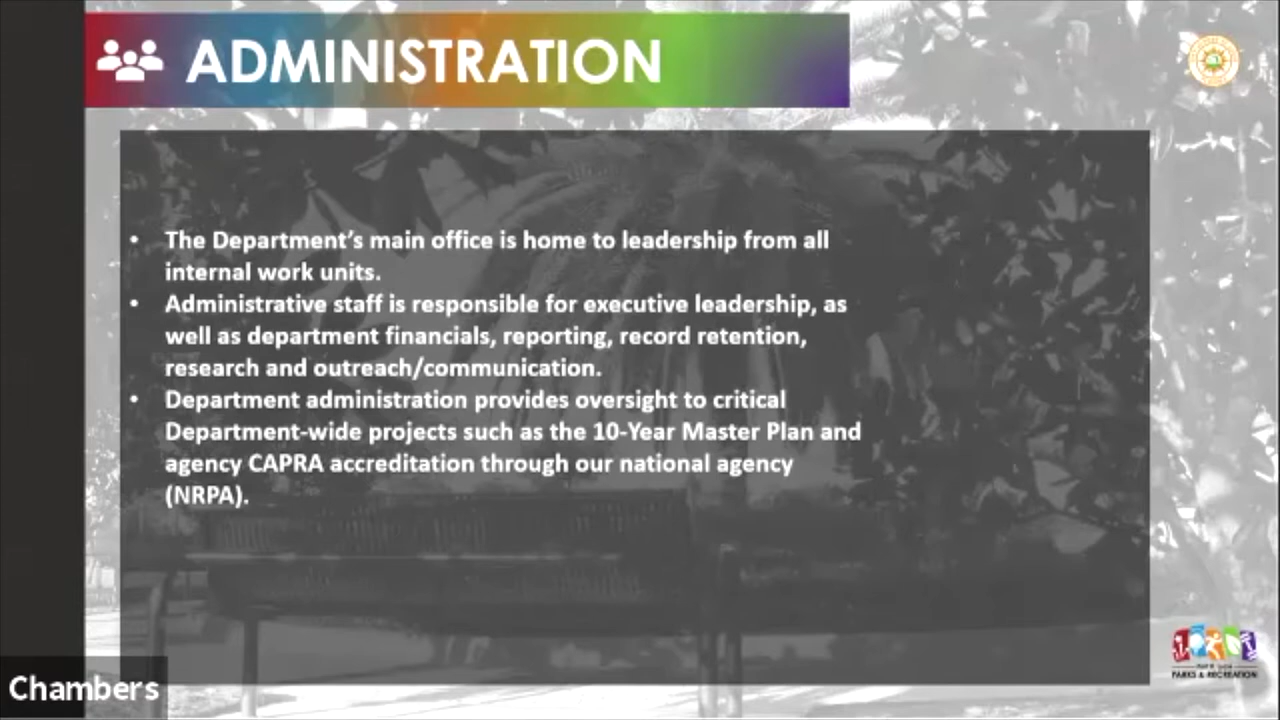 ADMINISTRATION
• The Department's main office is home to leadership from all
internal work units.
• Administrative staff is responsible for executive leadership, as
well as department financials, reporting, record retention,
research and outreach/communication.
• Department administration provides oversight to critical
Department-wide projects such as the 10-Year Master Plan and
agency CAPRA accreditation through our national agency
(NRPA).
PARKS & RECREATION
Chambers